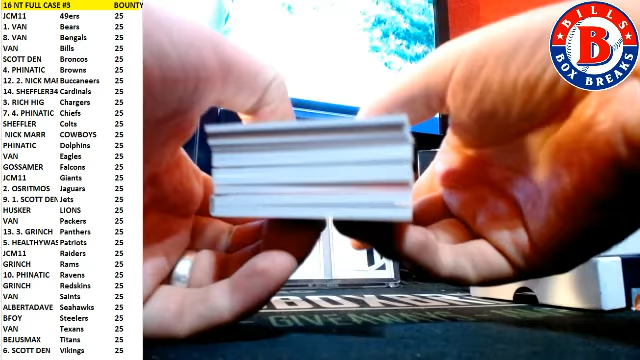 16 NT FULL CASE #3 BOUNTY
JCM11 49ers 25
1. VAN Bears 25
8. VAN Bengals 25
VAN Bills 25
SCOTT DEN Broncos 25
4. PHINATIC Browns 25
12. 2. NICK MAI Buccaneers 25
14. SHEFFLER34 Cardinals 25
3. RICH HIG Chargers 25
7. 4. PHINATIC Chiefs 25
SHEFFLER Colts 25
NICK MARR COWBOYS 25
PHINATIC Dolphins 25
VAN Eagles 25
GOSSAMER Falcons 25
JCM11 Giants 25
2. OSRITMOS Jaguars 25
9. 1. SCOTT DEN Jets 25
HUSKER LIONS 25
VAN Packers 25
13. 3. GRINCH Panthers 25
5. HEALTHYWAS Patriots 25
JCM11 Raiders 25
GRINCH Rams 25
10. PHINATIC Ravens 25
GRINCH Redskins 25
VAN Saints 25
ALBERTADAVE Seahawks 25
BFOY Steelers 25
VAN Texans 25
BEJUSMAX Titans 25
6. SCOTT DEN Vikings 25
BILLS
B
BOX BREAKS